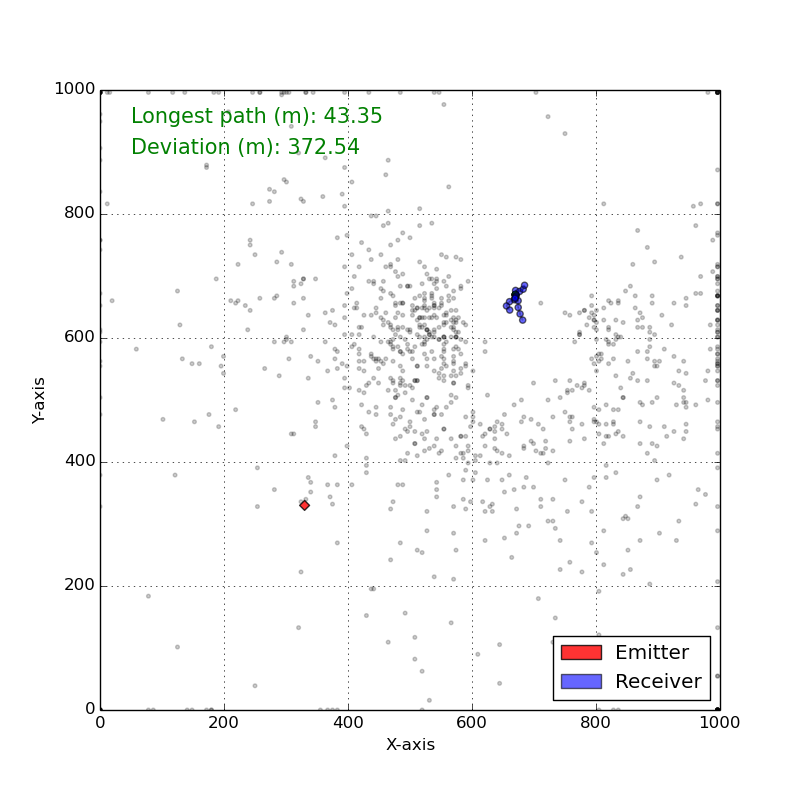 Longest path (m): 43.35
Deviation (m): 372.54
1000
800
600
400
200
0
Y-axis
0 200 400 600 800 1000
X-axis
Emitter
Receiver